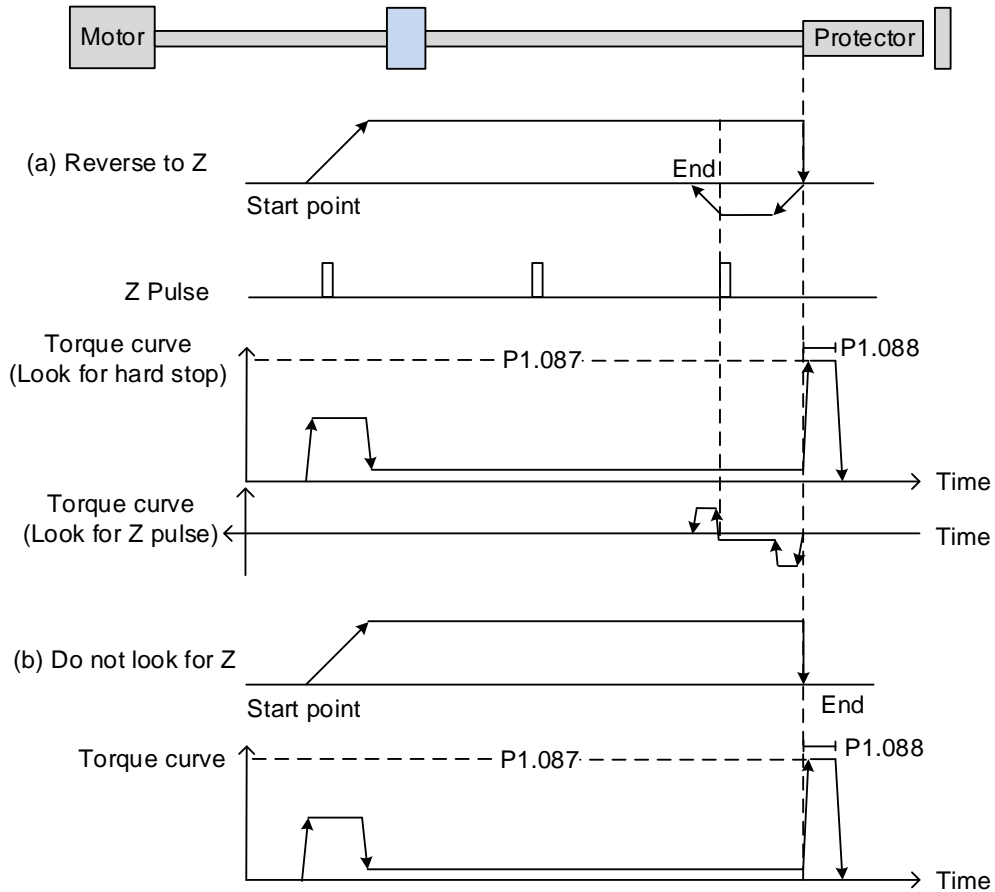 Motor
Protector
(a) Reverse to Z
End
Start point
Z Pulse
Torque curve
(Look for hard stop)
P1.087
P1.088
Time
Torque curve
(Look for Z pulse)
Time
(b) Do not look for Z
Start point
End
Torque curve
P1.087
P1.088
Time